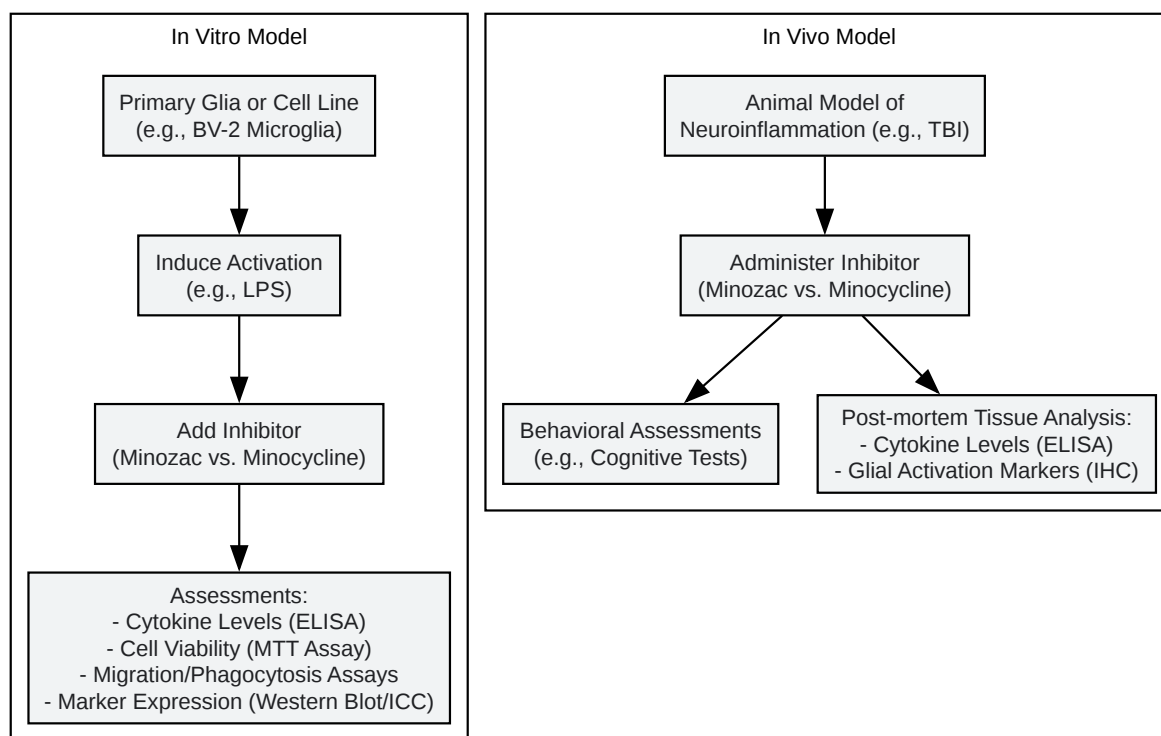 In Vitro Model
Primary Glia or Cell Line
(e.g., BV-2 Microglia)
Induce Activation
(e.g., LPS)
Add Inhibitor
(Minozac vs. Minocycline)
Assessments:
- Cytokine Levels (ELISA)
- Cell Viability (MTT Assay)
- Migration/Phagocytosis Assays
- Marker Expression (Western Blot/ICC)
In Vivo Model
Animal Model of
Neuroinflammation (e.g., TBI)
Administer Inhibitor
(Minozac vs. Minocycline)
Behavioral Assessments
(e.g., Cognitive Tests)
Post-mortem Tissue Analysis:
- Cytokine Levels (ELISA)
- Glial Activation Markers (IHC)